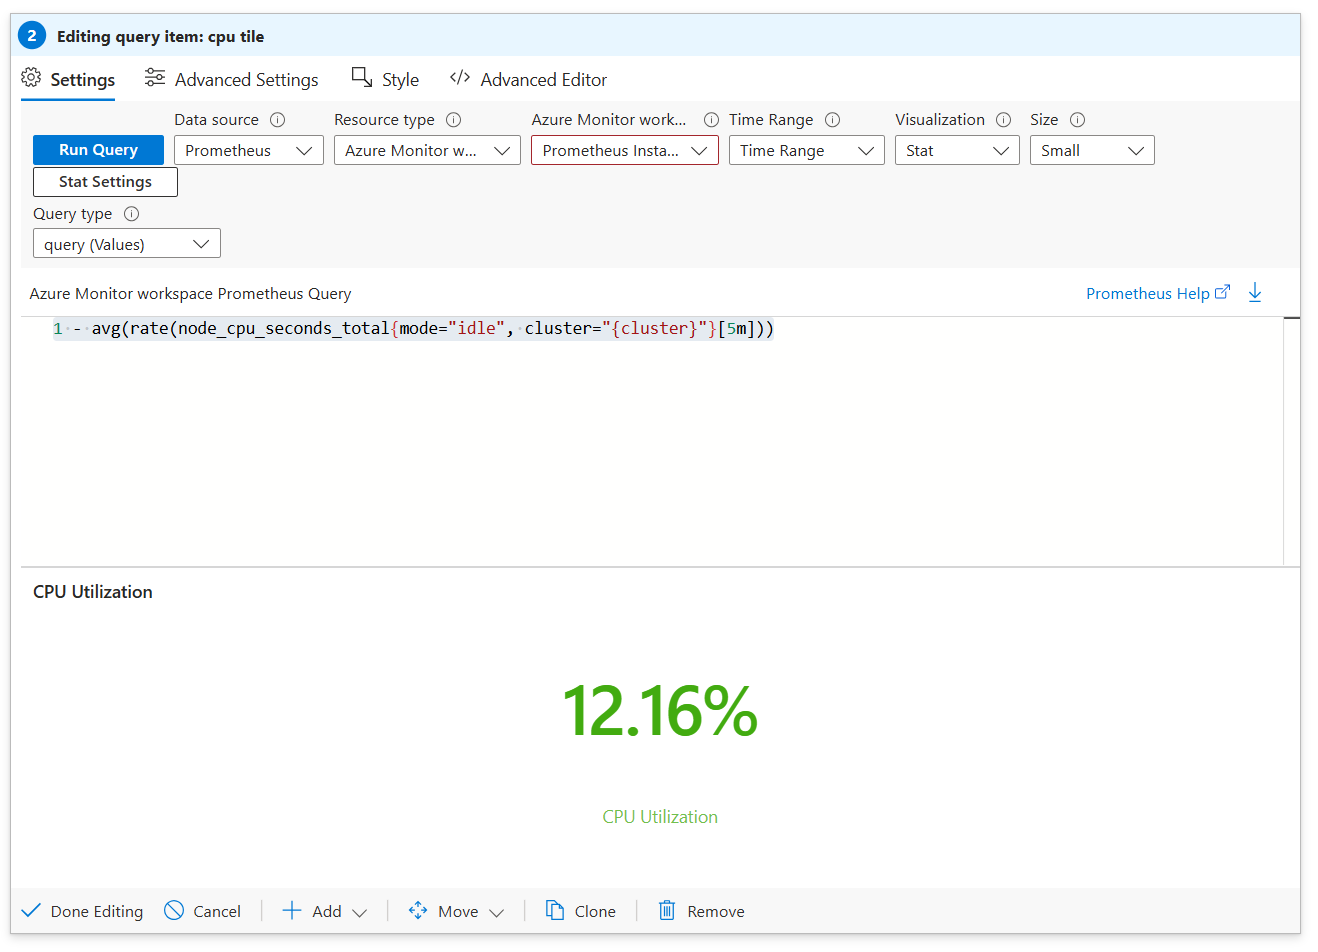 2 Editing query item: cpu tile
Settings Advanced Settings Style </> Advanced Editor
Data source Resource type Azure Monitor work... Time Range Visualization Size
Run Query Prometheus Azure Monitor w... Prometheus Insta... Time Range Stat Small
Stat Settings
Query type
query (Values)
Azure Monitor workspace Prometheus Query Prometheus Help
1 - avg(rate(node_cpu_seconds_total{mode="idle", cluster="{cluster}"}[5m]))
CPU Utilization
12.16%
CPU Utilization
Done Editing Cancel Add Move Clone Remove